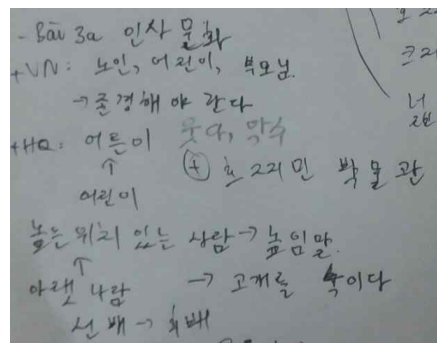 - Bài 3a 인사 문화
+VN: 노인, 어린이, 부모님
→ 존경해야 한다
+HQ: 어른이 웃다, 악수
↑
어린이
높은 위치 있는 사람 → 높임말.
↑
아랫 사람 → 고개를 숙이다
선배 → 후배
⊕ 박물관